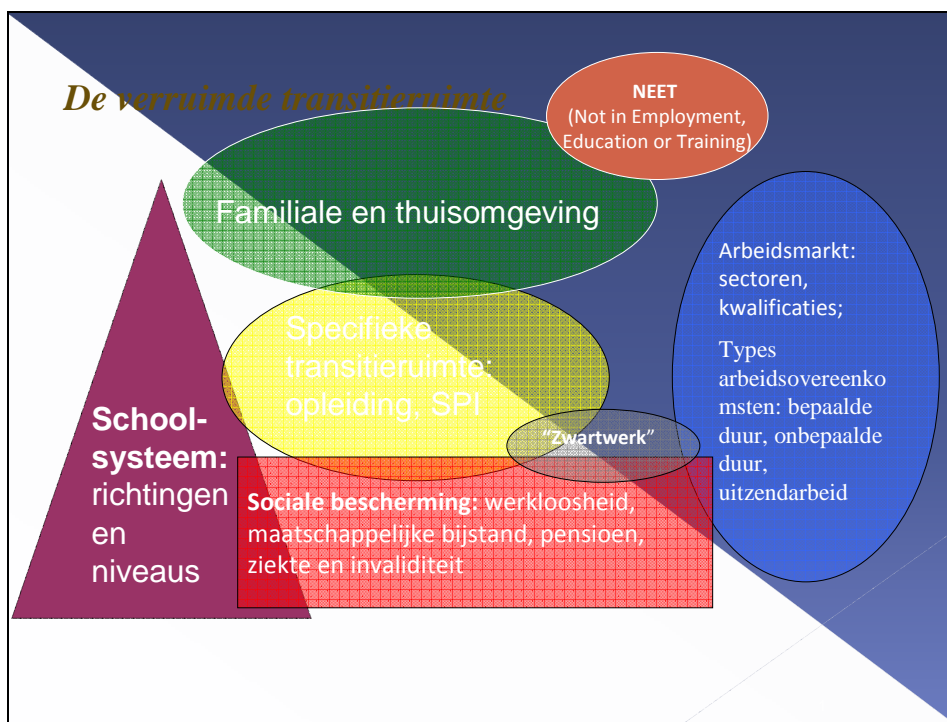 De verruimde transitieruimte
NEET
(Not in Employment,
Education or Training)
Familiale en thuisomgeving
Arbeidsmarkt:
sectoren,
kwalificaties;
Types
arbeidsovereenko
msten: bepaalde
duur, onbepaalde
duur,
uitzendarbeid
Specifieke
transitieruimte:
opleiding, SPI
"Zwartwerk"
School-
systeem:
richtingen
en
niveaus
Sociale bescherming: werkloosheid,
maatschappelijke bijstand, pensioen,
ziekte en invaliditeit